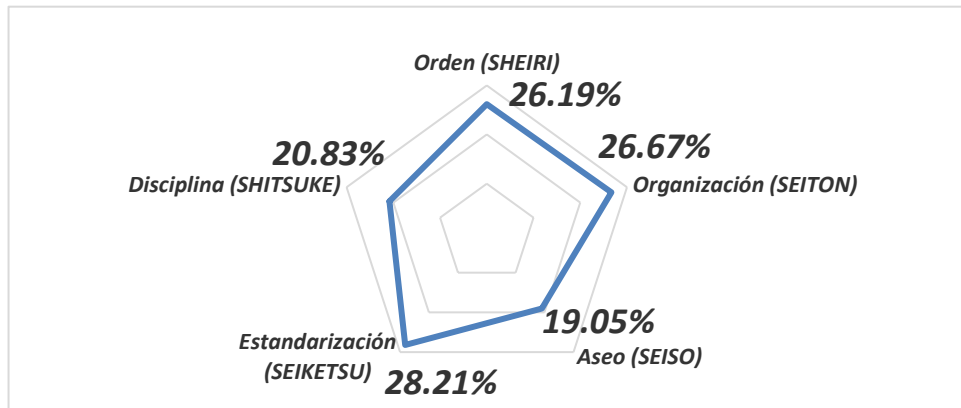 Orden (SHEIRI)
26.19%
26.67%
Organización (SEITON)
19.05%
Aseo (SEISO)
Estandarización
(SEIKETSU)
28.21%
20.83%
Disciplina (SHITSUKE)